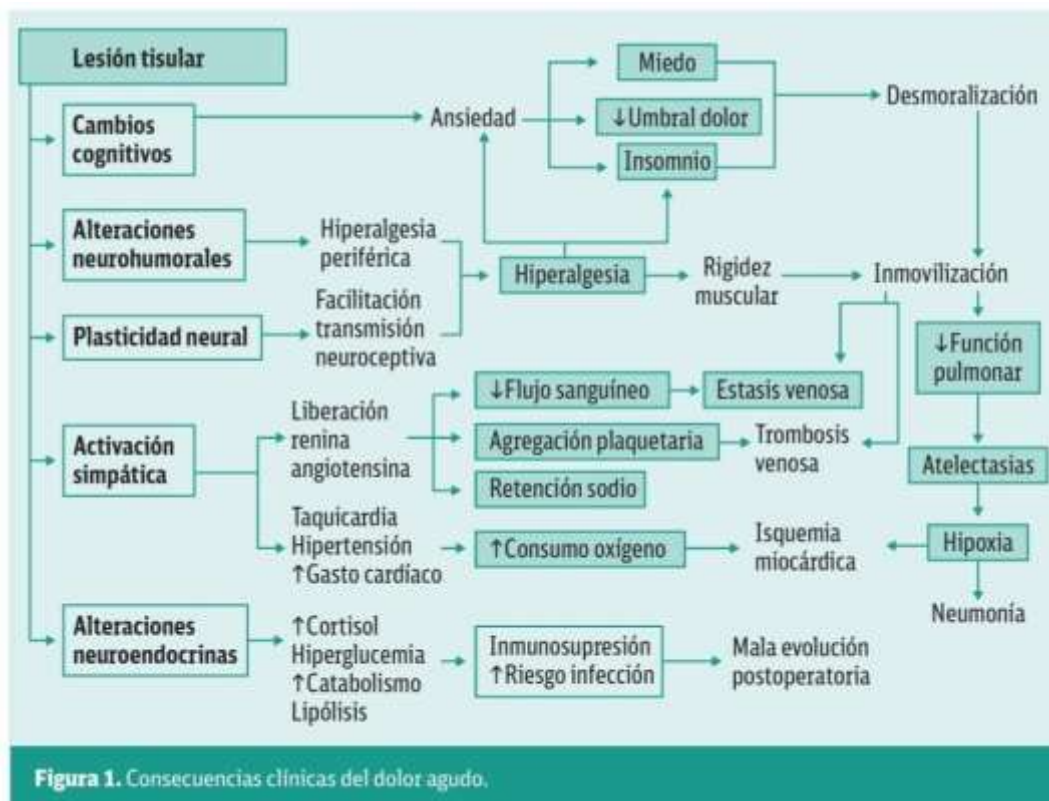 Lesión tisular
Cambios
cognitivos
Ansiedad
Miedo
↓Umbral dolor
Insomnio
Desmoralización
Alteraciones
neurohumorales
Hiperalgesia
periférica
Plasticidad neural
Facilitación
transmisión
neuroceptiva
Hiperalgesia
Rigidez
muscular
Inmovilización
↓Función
pulmonar
Atelectasias
Hipoxia
Neumonía
Activación
simpática
Liberación
renina
angiotensina
↓Flujo sanguíneo
Estasis venosa
Agregación plaquetaria
Trombosis
venosa
Retención sodio
Taquicardia
Hipertensión
↑Gasto cardíaco
↑Consumo oxígeno
Isquemia
miocárdica
Alteraciones
neuroendocrinas
↑Cortisol
Hiperglucemia
↑Catabolismo
Lipólisis
Inmunosupresión
↑Riesgo infección
Mala evolución
postoperatoria
Figura 1. Consecuencias clínicas del dolor agudo.